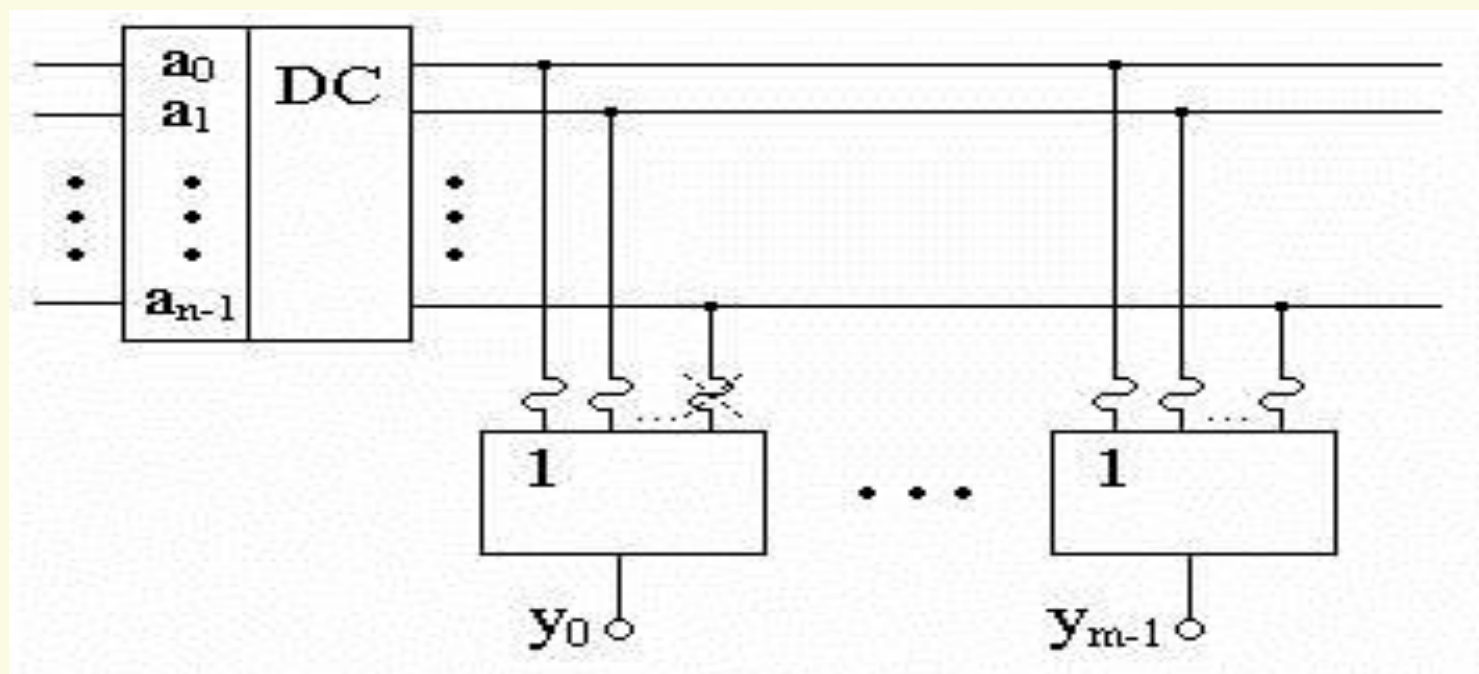 a₀ DC
a₁
aₙ₋₁
1 1
y₀ yₘ₋₁